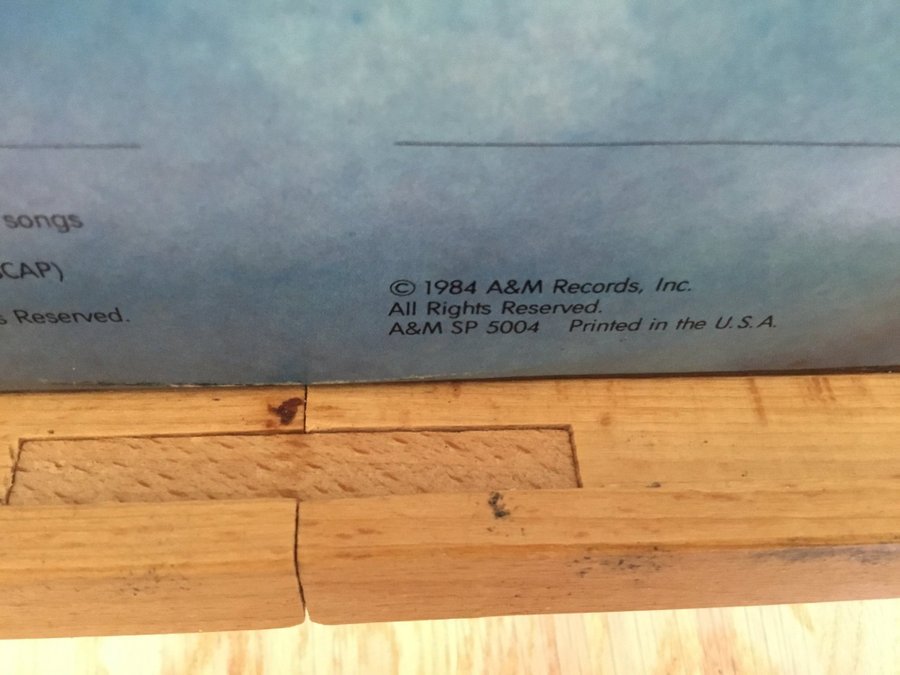 songs
CAP)
Reserved.
© 1984 A&M Records, Inc.
All Rights Reserved.
A&M SP 5004 Printed in the U.S.A.